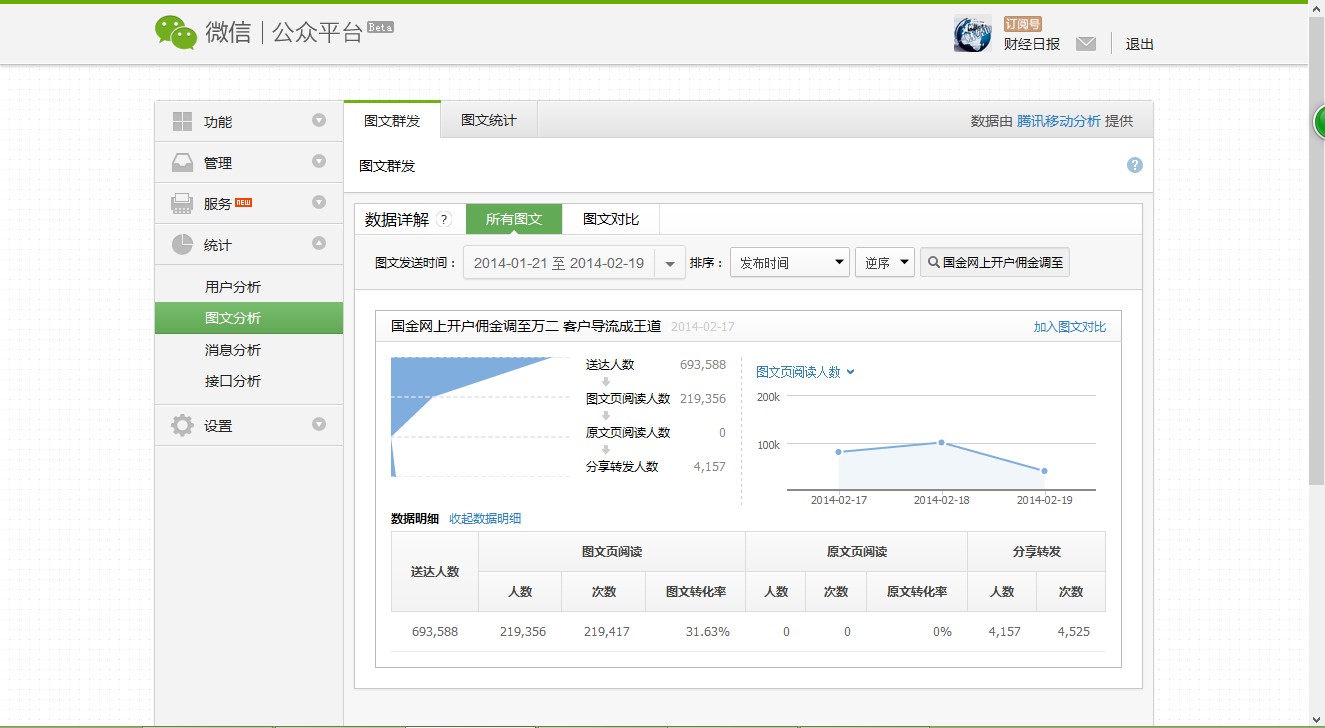 微信 | 公众平台 Beta
订阅号
财经日报
退出
功能
管理
服务 NEW
统计
用户分析
图文分析
消息分析
接口分析
设置
图文群发 图文统计 数据由 腾讯移动分析 提供
图文群发 ?
数据详解 ? 所有图文 图文对比
图文发送时间： 2014-01-21 至 2014-02-19 排序： 发布时间 逆序 国金网上开户佣金调至
国金网上开户佣金调至万二 客户导流成王道 2014-02-17 加入图文对比
送达人数 693,588
图文页阅读人数 219,356
原文页阅读人数 0
分享转发人数 4,157
图文页阅读人数
200k
100k
2014-02-17 2014-02-18 2014-02-19
数据明细 收起数据明细
送达人数 图文页阅读 原文页阅读 分享转发
人数 次数 图文转化率 人数 次数 原文转化率 人数 次数
693,588 219,356 219,417 31.63% 0 0 0% 4,157 4,525